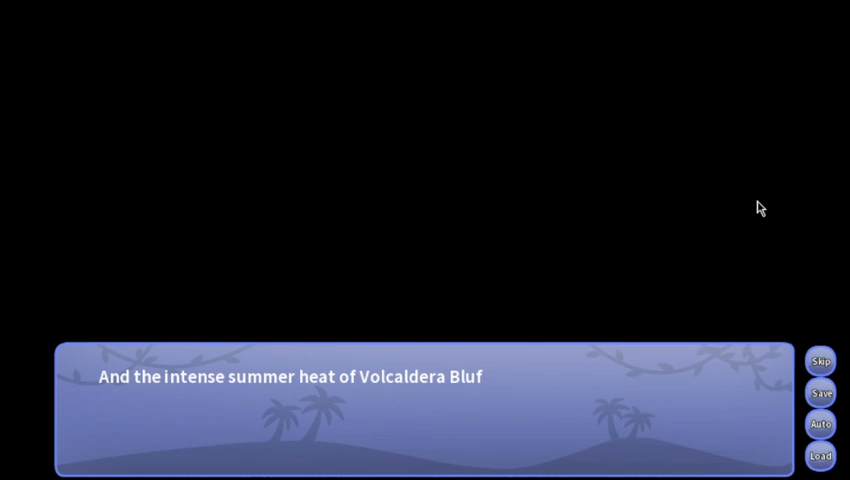 And the intense summer heat of Volcaldera Bluf
Skip
Save
Auto
Load